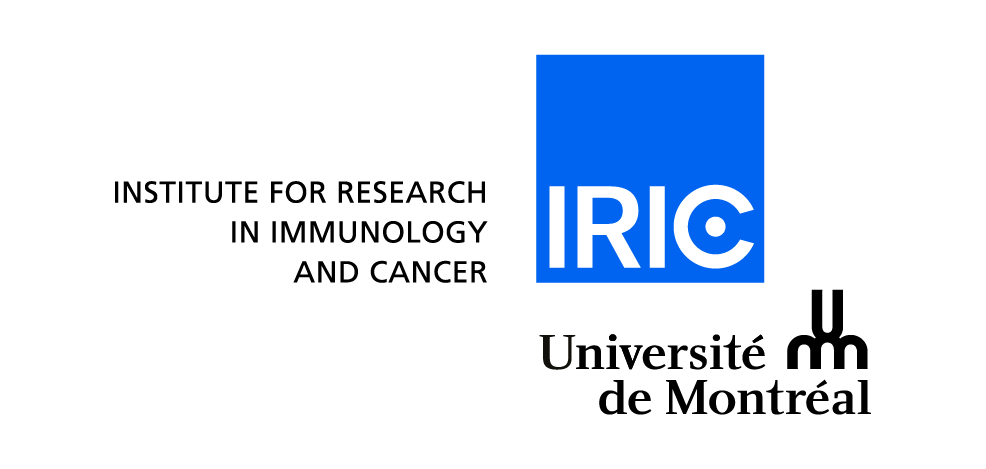 INSTITUTE FOR RESEARCH
IN IMMUNOLOGY
AND CANCER
IRIC
Université
de Montréal